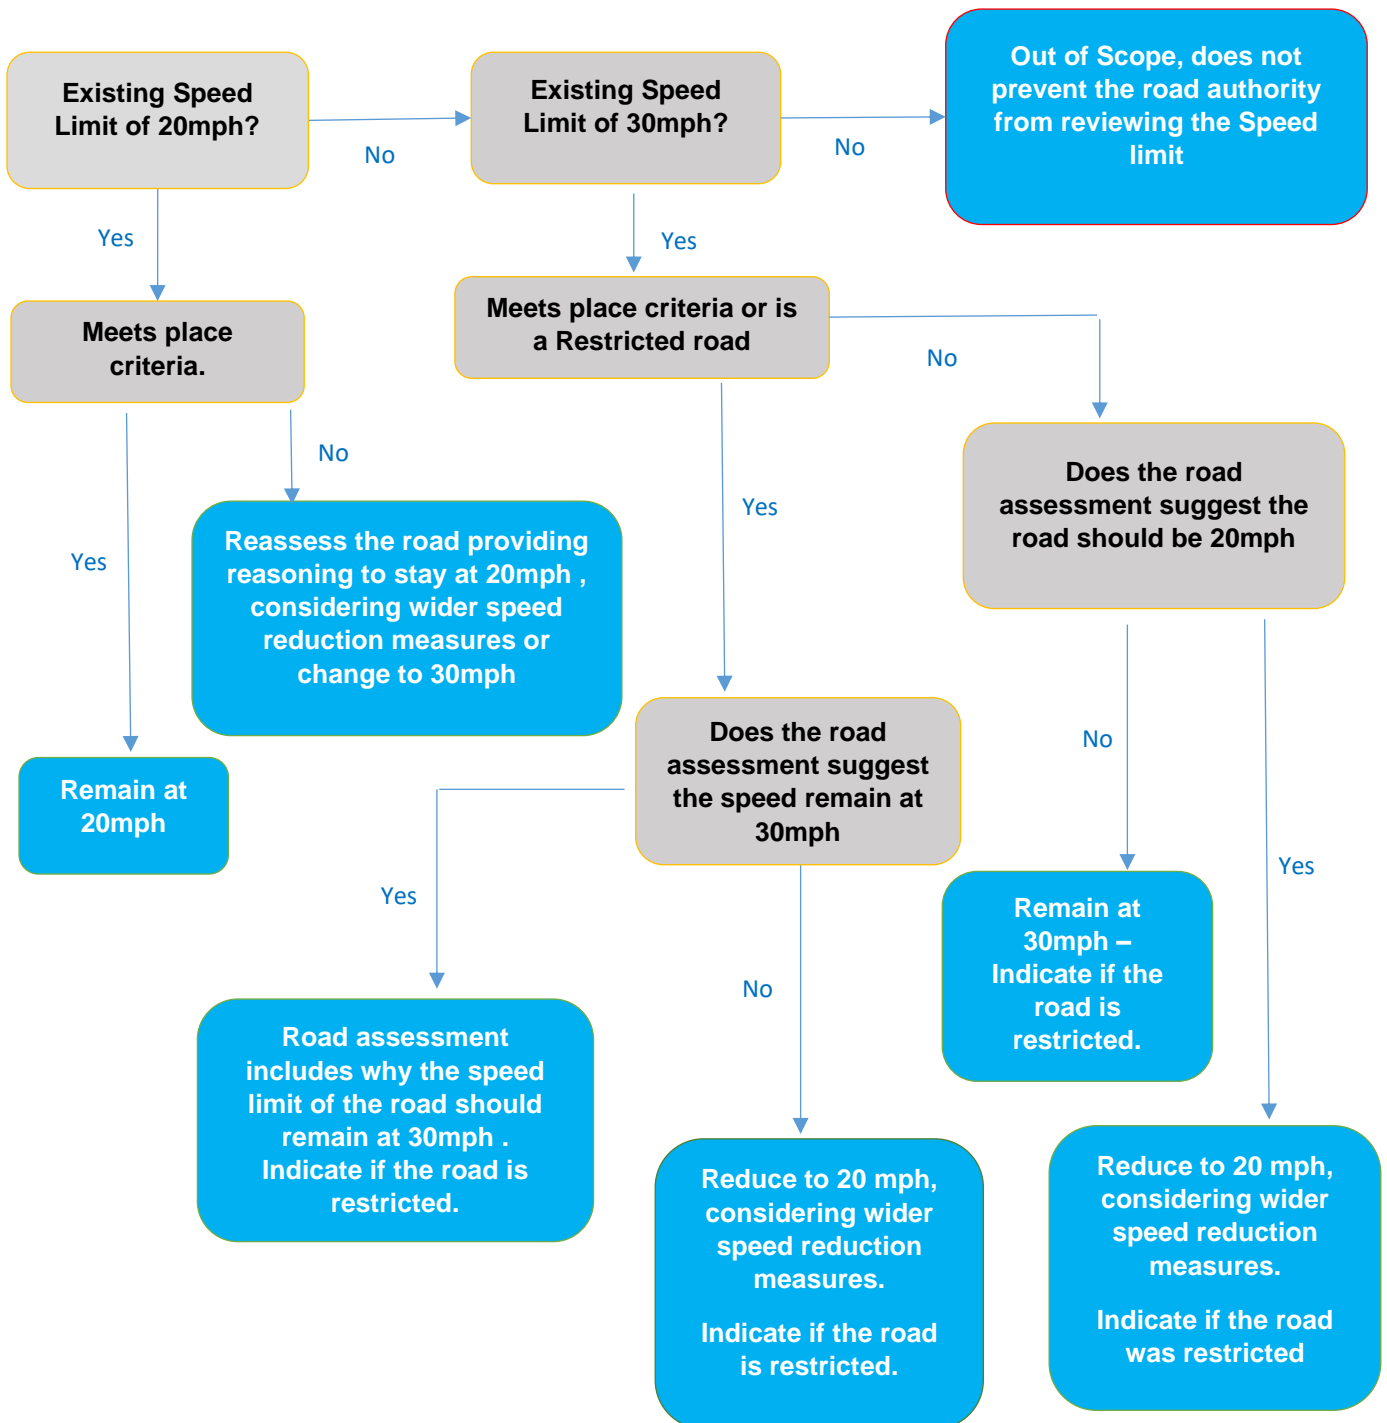 Existing Speed
Limit of 20mph?
No
Existing Speed
Limit of 30mph?
No
Out of Scope, does not
prevent the road authority
from reviewing the Speed
limit
Yes
Yes
Meets place
criteria.
Meets place criteria or is
a Restricted road
No
No
Yes
Yes
Does the road
assessment suggest the
road should be 20mph
Reassess the road providing
reasoning to stay at 20mph ,
considering wider speed
reduction measures or
change to 30mph
Remain at
20mph
Does the road
assessment suggest
the speed remain at
30mph
No
Yes
Yes
No
Remain at
30mph –
Indicate if the
road is
restricted.
Road assessment
includes why the speed
limit of the road should
remain at 30mph .
Indicate if the road is
restricted.
Reduce to 20 mph,
considering wider
speed reduction
measures.
Indicate if the road
is restricted.
Reduce to 20 mph,
considering wider
speed reduction
measures.
Indicate if the road
was restricted